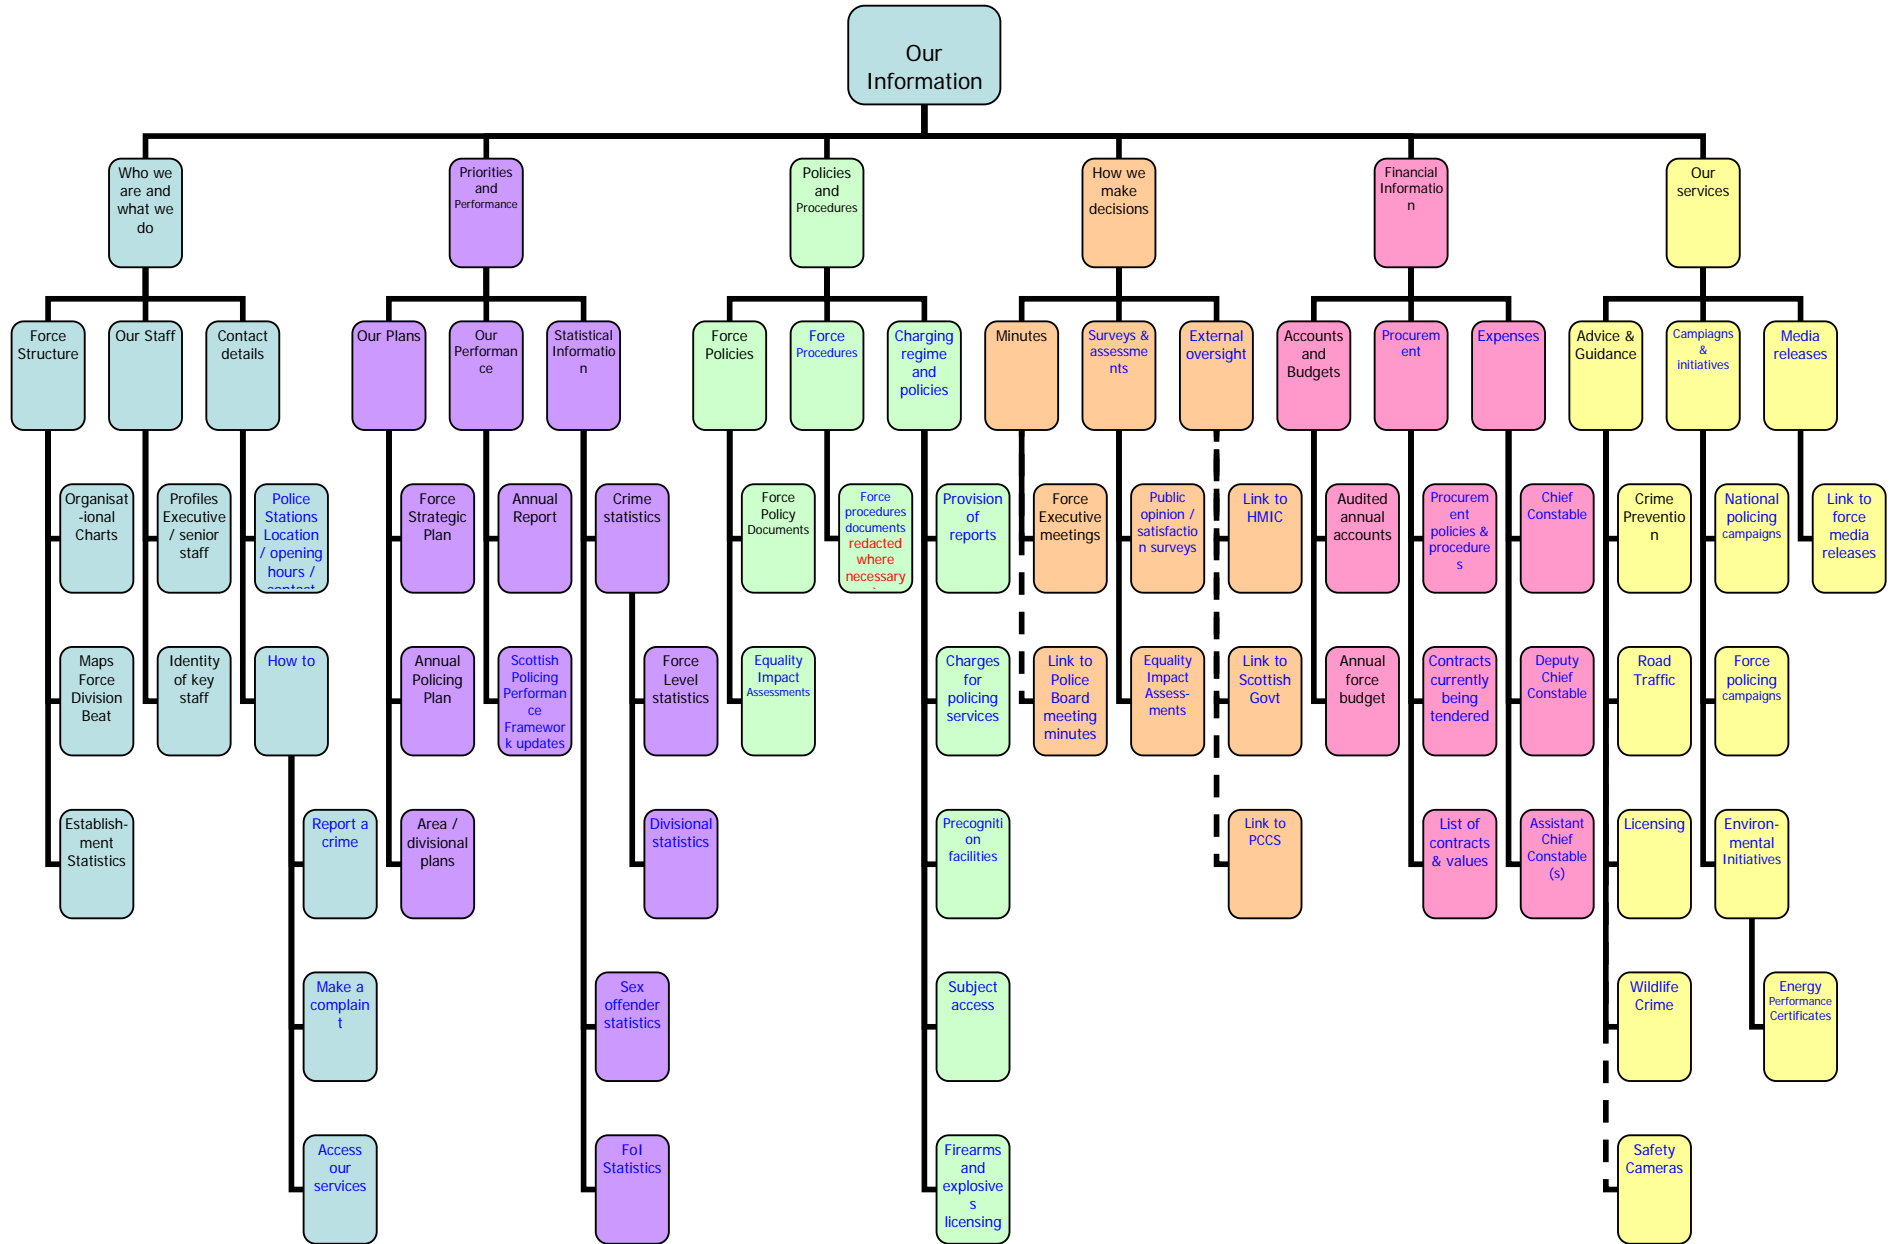 Our
Information
Who we
are and
what we
do
Priorities
and
Performance
Policies
and
Procedures
How we
make
decisions
Financial
Informatio
n
Our
services
Force
Structure
Our Staff
Contact
details
Our Plans
Our
Performan
ce
Statistical
Informatio
n
Force
Policies
Force
Procedures
Charging
regime
and
policies
Minutes
Surveys &
assessme
nts
External
oversight
Accounts
and
Budgets
Procurem
ent
Expenses
Advice &
Guidance
Campiagns
&
initiatives
Media
releases
Organisat
-ional
Charts
Profiles
Executive
/ senior
staff
Police
Stations
Location
/ opening
hours /
contact
Force
Strategic
Plan
Annual
Report
Crime
statistics
Force
Policy
Documents
Force
procedures
documents
redacted
where
necessary
Provision
of
reports
Force
Executive
meetings
Public
opinion /
satisfactio
n surveys
Link to
HMIC
Audited
annual
accounts
Procurem
ent
policies &
procedure
s
Chief
Constable
Crime
Preventio
n
National
policing
campaigns
Link to
force
media
releases
Maps
Force
Division
Beat
Identity
of key
staff
How to
Annual
Policing
Plan
Scottish
Policing
Performan
ce
Framewor
k updates
Force
Level
statistics
Equality
Impact
Assessments
Charges
for
policing
services
Link to
Police
Board
meeting
minutes
Equality
Impact
Assess-
ments
Link to
Scottish
Govt
Annual
force
budget
Contracts
currently
being
tendered
Deputy
Chief
Constable
Road
Traffic
Force
policing
campaigns
Establish-
ment
Statistics
Report a
crime
Area /
divisional
plans
Divisional
statistics
Precogniti
on
facilities
Link to
PCCS
List of
contracts
& values
Assistant
Chief
Constable
(s)
Licensing
Environ-
mental
Initiatives
Make a
complain
t
Sex
offender
statistics
Subject
access
Wildlife
Crime
Energy
Performance
Certificates
Access
our
services
FoI
Statistics
Firearms
and
explosive
s
licensing
Safety
Cameras